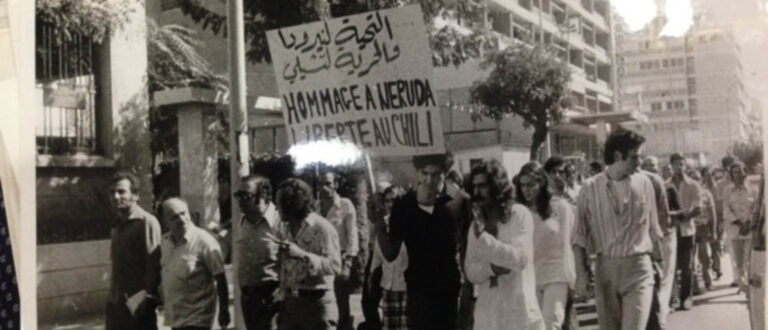 التحية لنيرودا
والحرية لتشيلي
HOMMAGE A NERUDA
LIBERTE AU CHILI